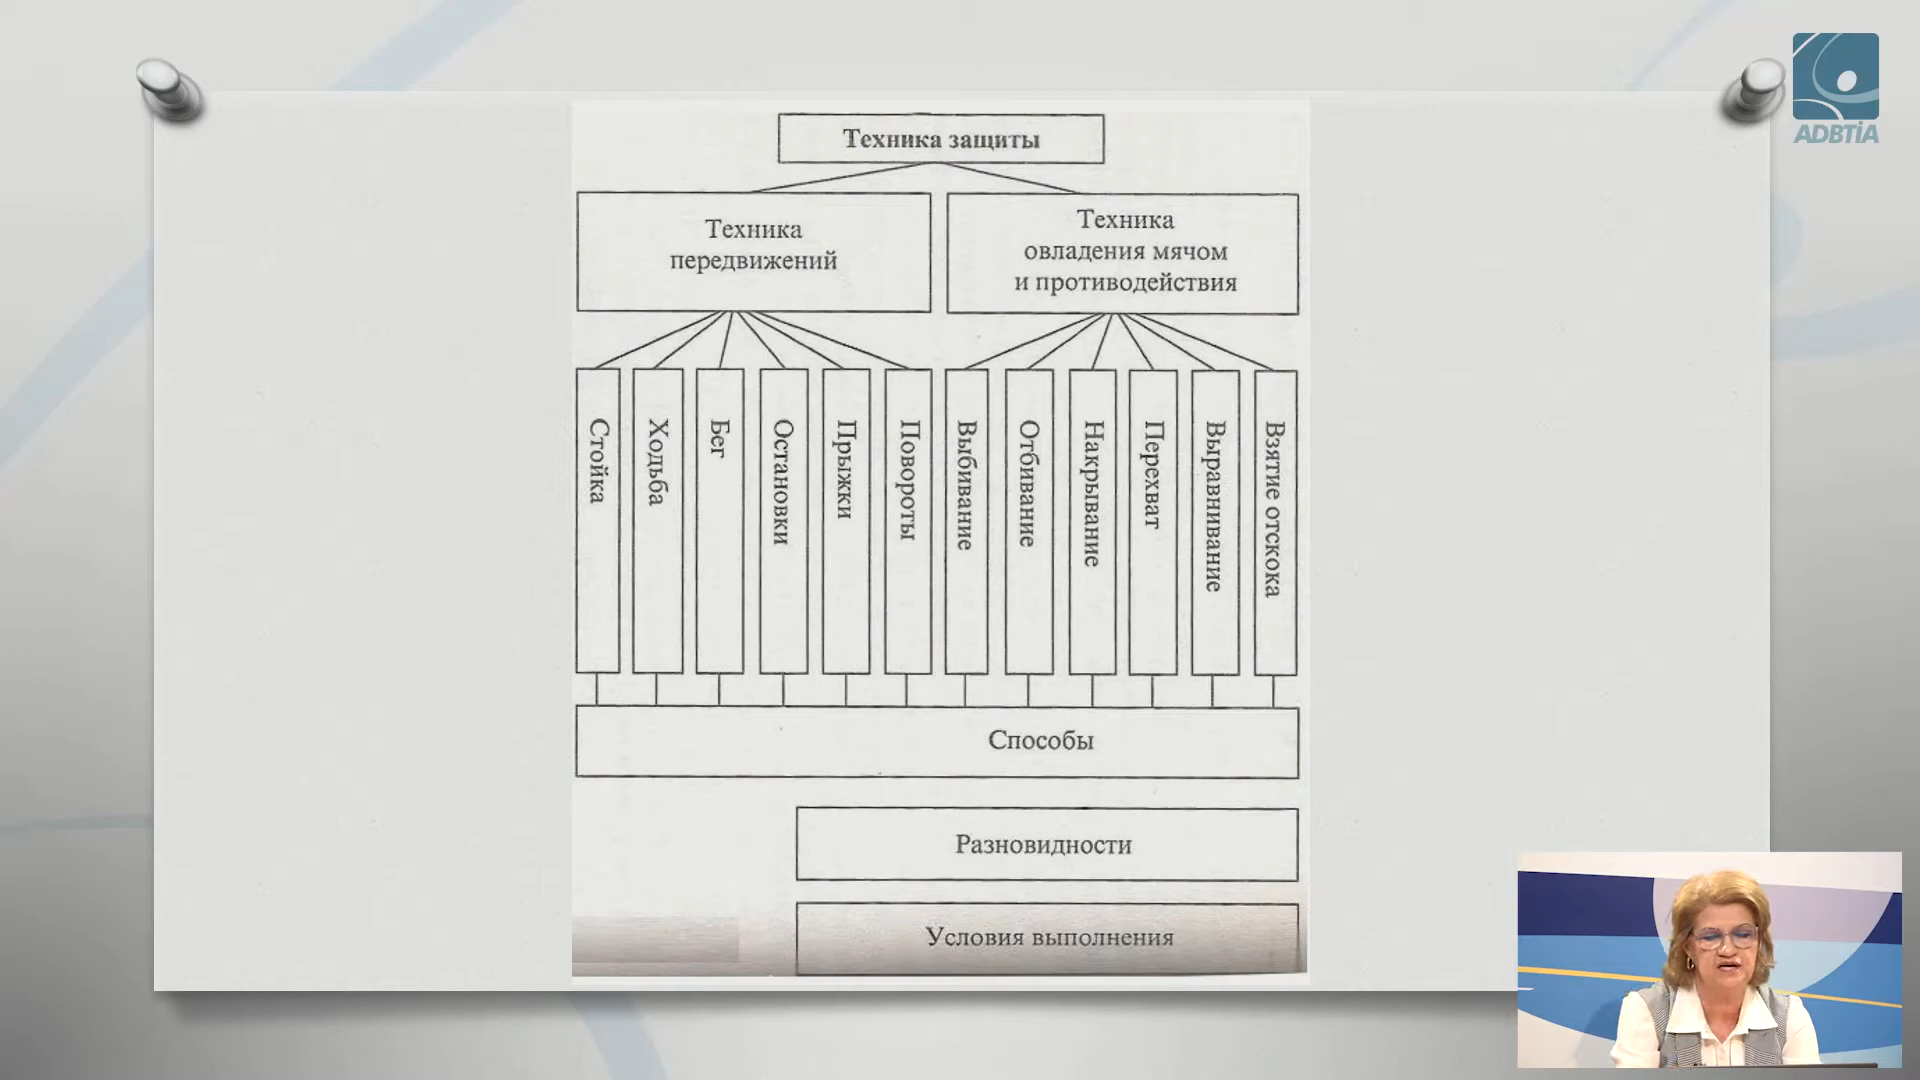 ADBTİA
Техника защиты
Техника
передвижений
Техника
овладения мячом
и противодействия
Стойка
Ходьба
Бег
Остановки
Прыжки
Повороты
Выбивание
Отбивание
Накрывание
Перехват
Выравнивание
Взятие отскока
Способы
Разновидности
Условия выполнения